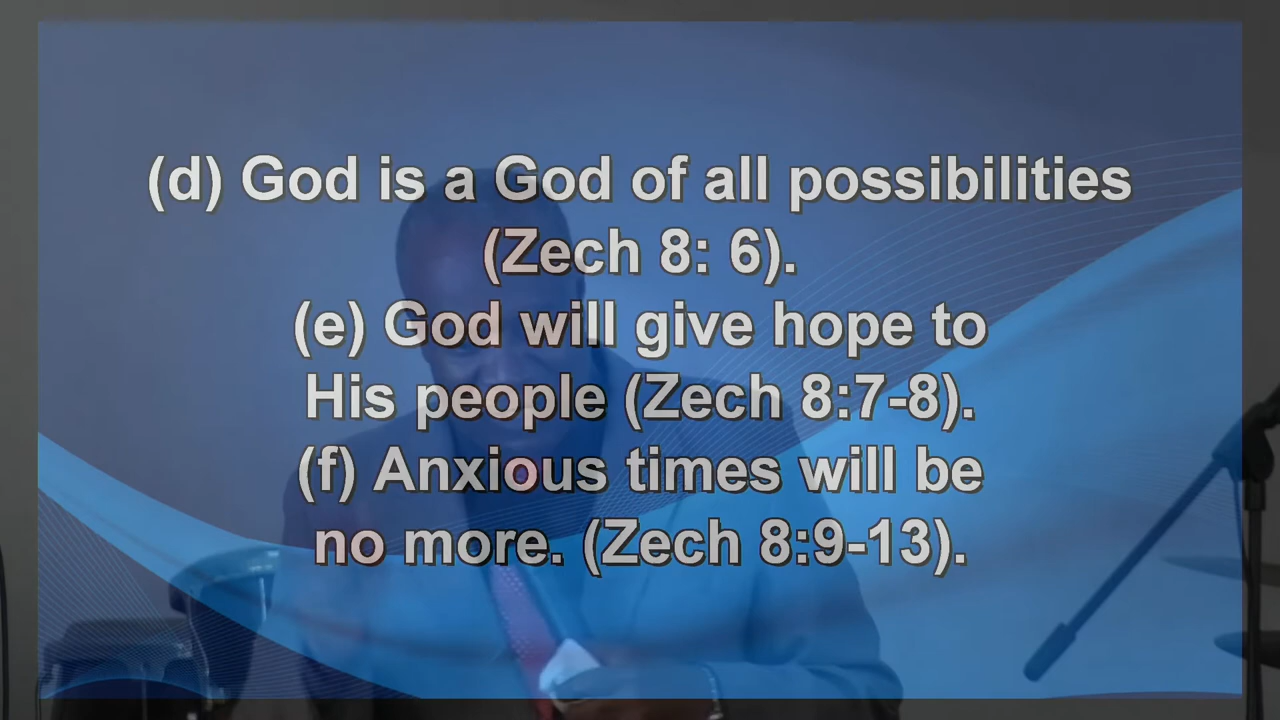 (d) God is a God of all possibilities
(Zech 8: 6).
(e) God will give hope to
His people (Zech 8:7-8).
(f) Anxious times will be
no more. (Zech 8:9-13).